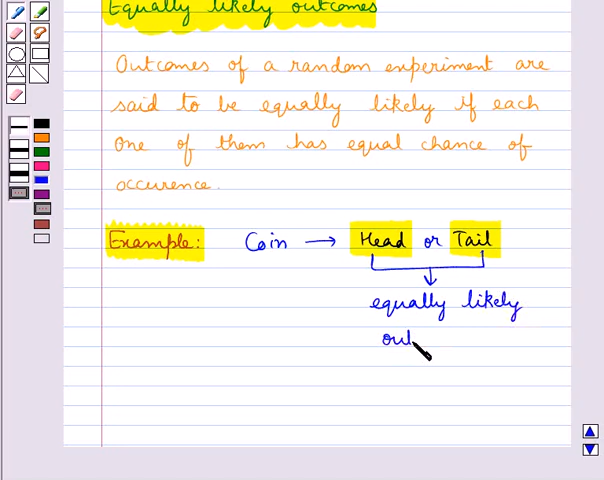 Equally likely outcomes
Outcomes of a random experiment are
said to be equally likely if each
one of them has equal chance of
occurence.
Example: Coin → Head or Tail
equally likely
out